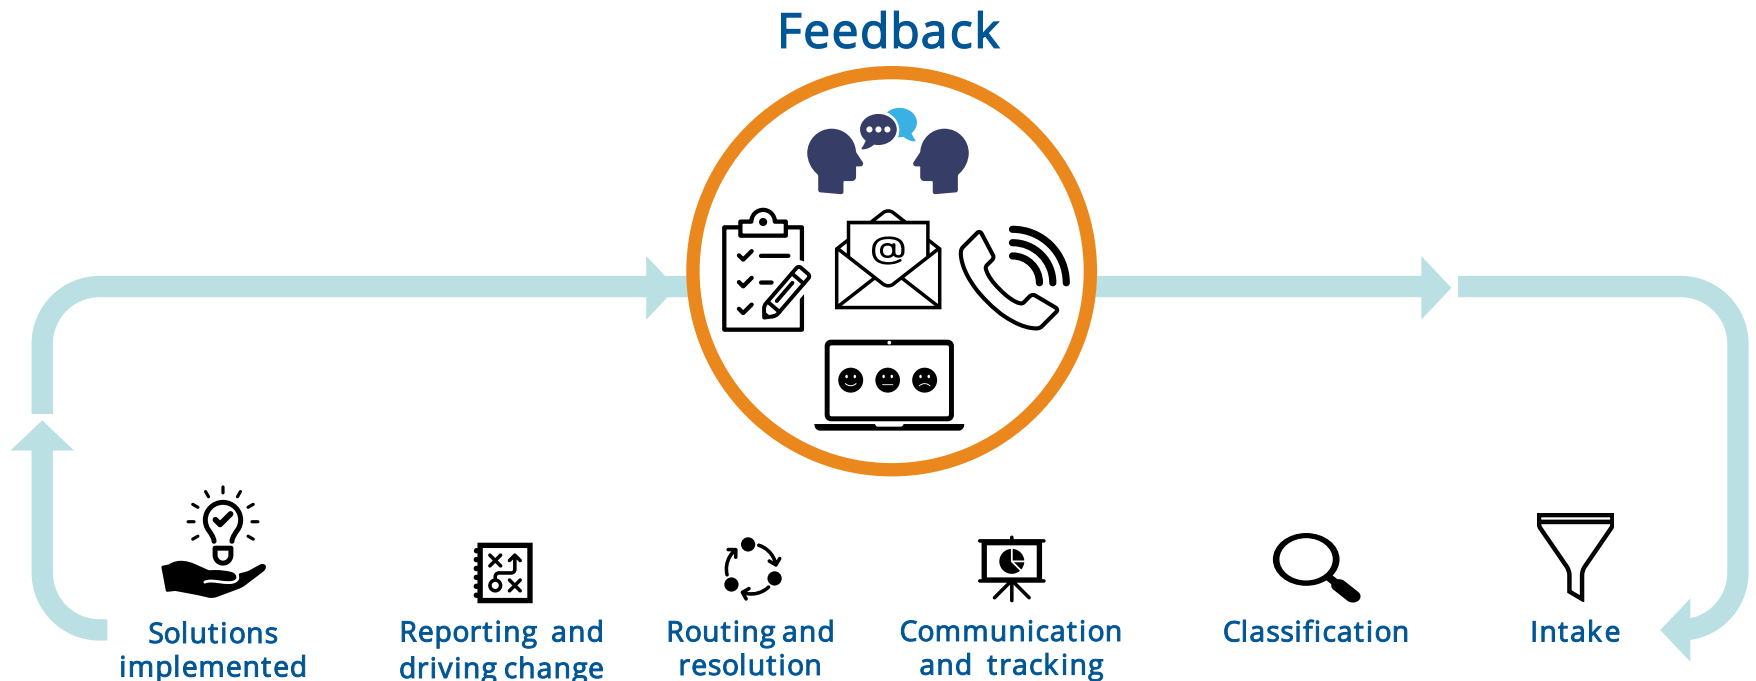 Feedback
@
Solutions
implemented
Reporting and
driving change
Routing and
resolution
Communication
and tracking
Classification
Intake